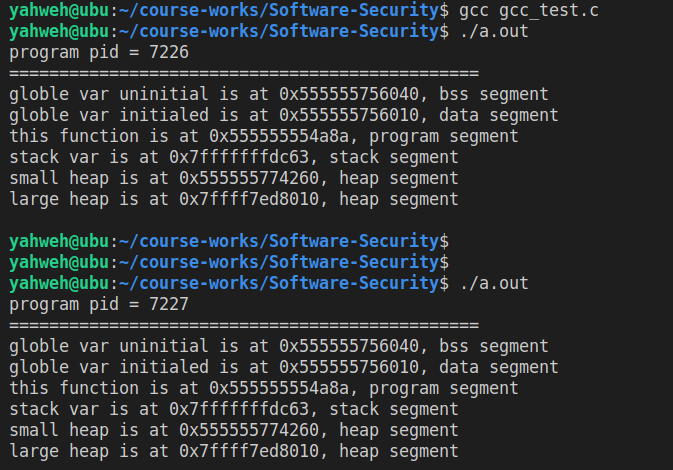 yahweh@ubu:~/course-works/Software-Security$ gcc gcc_test.c
yahweh@ubu:~/course-works/Software-Security$ ./a.out
program pid = 7226
===============================================
globle var uninitial is at 0x555555756040, bss segment
globle var initialed is at 0x555555756010, data segment
this function is at 0x555555554a8a, program segment
stack var is at 0x7fffffffdc63, stack segment
small heap is at 0x555555774260, heap segment
large heap is at 0x7ffff7ed8010, heap segment
yahweh@ubu:~/course-works/Software-Security$
yahweh@ubu:~/course-works/Software-Security$
yahweh@ubu:~/course-works/Software-Security$ ./a.out
program pid = 7227
===============================================
globle var uninitial is at 0x555555756040, bss segment
globle var initialed is at 0x555555756010, data segment
this function is at 0x555555554a8a, program segment
stack var is at 0x7fffffffdc63, stack segment
small heap is at 0x555555774260, heap segment
large heap is at 0x7ffff7ed8010, heap segment